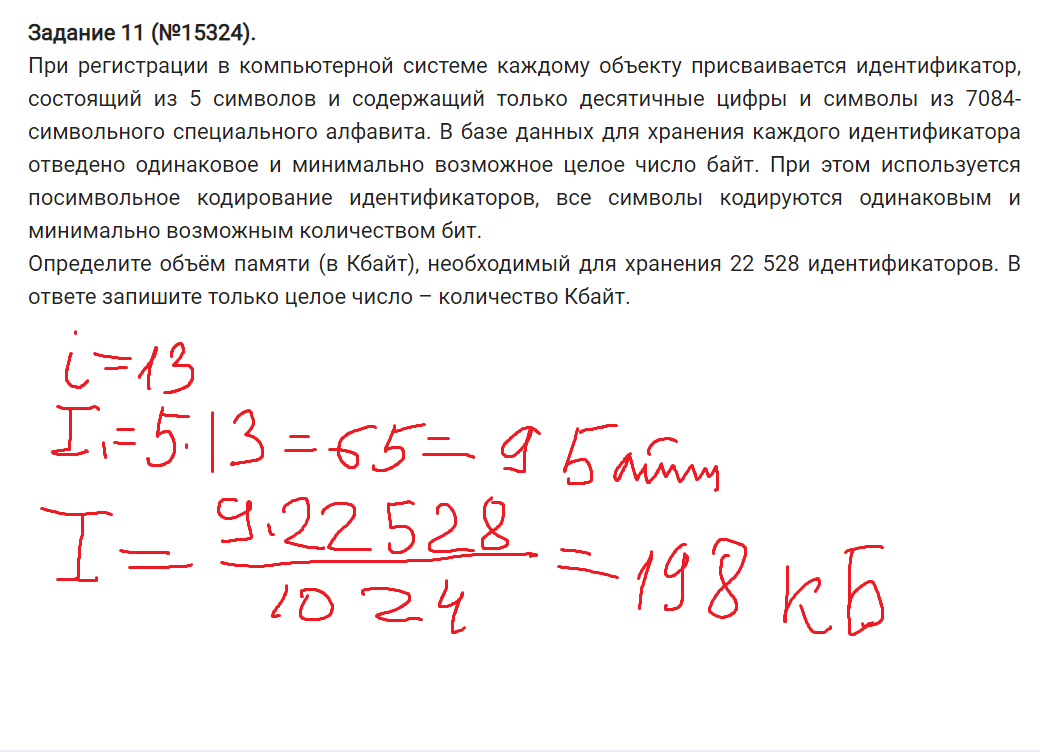 Задание 11 (№15324).
При регистрации в компьютерной системе каждому объекту присваивается идентификатор,
состоящий из 5 символов и содержащий только десятичные цифры и символы из 7084-
символьного специального алфавита. В базе данных для хранения каждого идентификатора
отведено одинаковое и минимально возможное целое число байт. При этом используется
посимвольное кодирование идентификаторов, все символы кодируются одинаковым и
минимально возможным количеством бит.
Определите объём памяти (в Кбайт), необходимый для хранения 22 528 идентификаторов. В
ответе запишите только целое число – количество Кбайт.
i=13
I₁=5·13=65=9 байт
I = 9·22528 / 1024 = 198 кБ